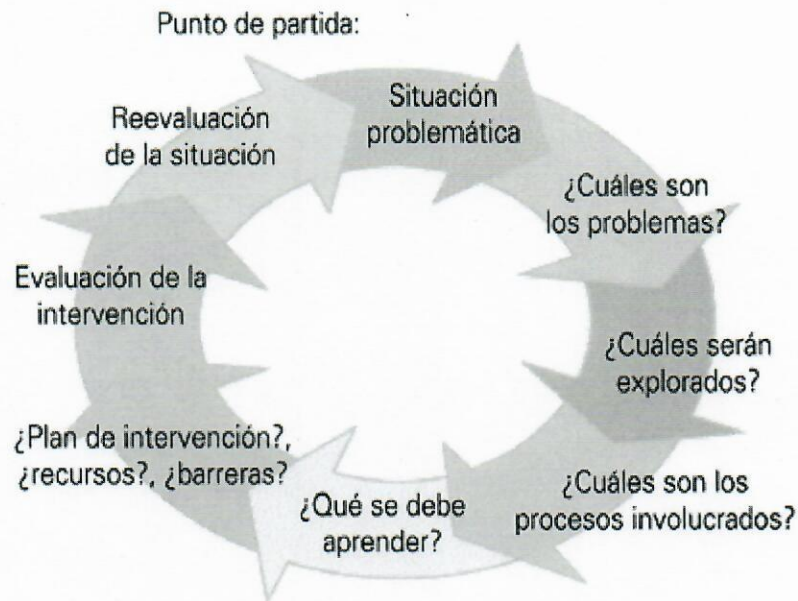 Punto de partida:
Situación
problemática
¿Cuáles son
los problemas?
¿Cuáles serán
explorados?
¿Cuáles son los
procesos involucrados?
¿Qué se debe
aprender?
¿Plan de intervención?,
¿recursos?, ¿barreras?
Evaluación de la
intervención
Reevaluación
de la situación